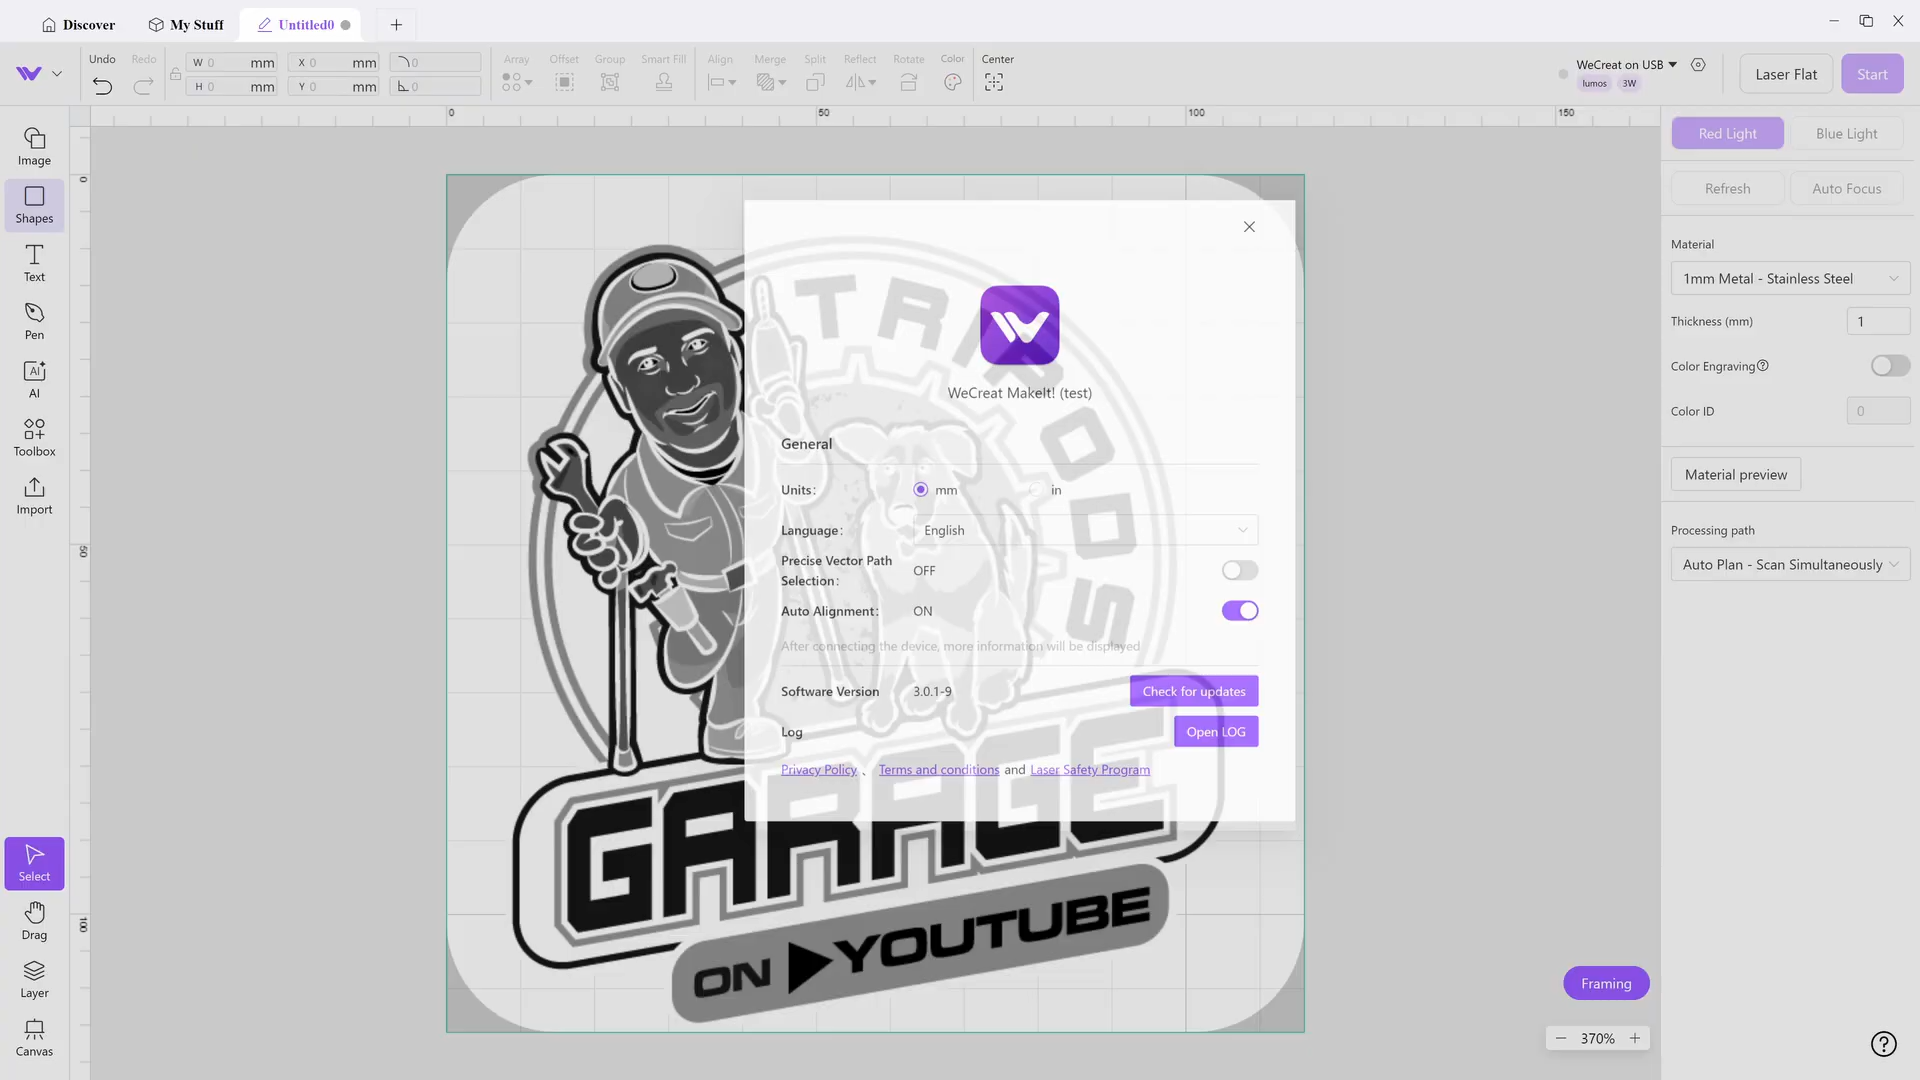 Discover
My Stuff
Untitled0
Undo
Redo
W 0 mm
H 0 mm
X 0 mm
Y 0 mm
0
0
Array
Offset
Group
Smart Fill
Align
Merge
Split
Reflect
Rotate
Color
Center
WeCreat on USB
lumos
3W
Laser Flat
Start
0
50
100
150
0
50
100
Image
Shapes
Text
Pen
AI
AI
Toolbox
Import
Select
Drag
Layer
Canvas
Red Light
Blue Light
Refresh
Auto Focus
Material
1mm Metal - Stainless Steel
Thickness (mm)
1
Color Engraving
Color ID
0
Material preview
Processing path
Auto Plan - Scan Simultaneously
WeCreat MakeIt! (test)
General
Units:
mm
in
Language:
English
Precise Vector Path
Selection:
OFF
Auto Alignment:
ON
After connecting the device, more information will be displayed
Software Version
3.0.1-9
Check for updates
Log
Open LOG
Privacy Policy 、 Terms and conditions and Laser Safety Program
GARAGE
ON YOUTUBE
Framing
370%